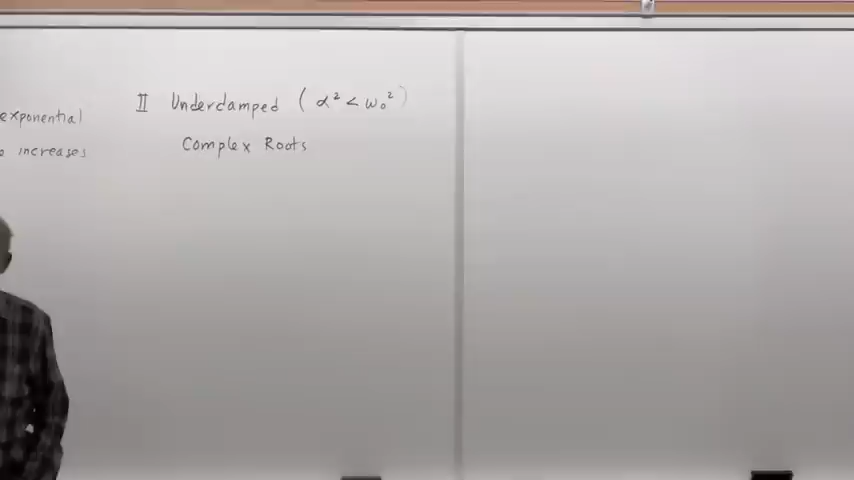 exponential
increases
II Underdamped (α² < ω₀²)
Complex Roots